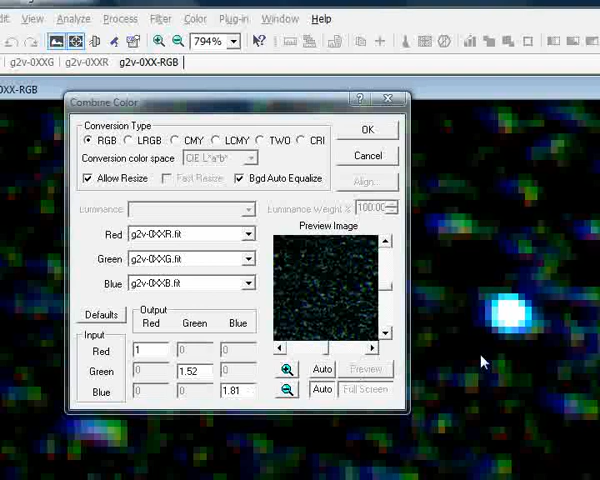 it View Analyze Process Filter Color Plug-in Window Help
794%
g2v-0XXG g2v-0XXR g2v-0XX-RGB
0XX-RGB
Combine Color
Conversion Type
RGB LRGB CMY LCMY TWO CRI
Conversion color space CIE L*a*b*
Allow Resize Fast Resize Bgd Auto Equalize
OK
Cancel
Align...
Luminance: Luminance Weight % 100.00
Preview Image
Red g2v-0XXR.fit
Green g2v-0XXG.fit
Blue g2v-0XXB.fit
Defaults
Output
Red Green Blue
Input
Red 1 0 0
Green 0 1.52 0
Blue 0 0 1.81
Auto Preview
Auto Full Screen